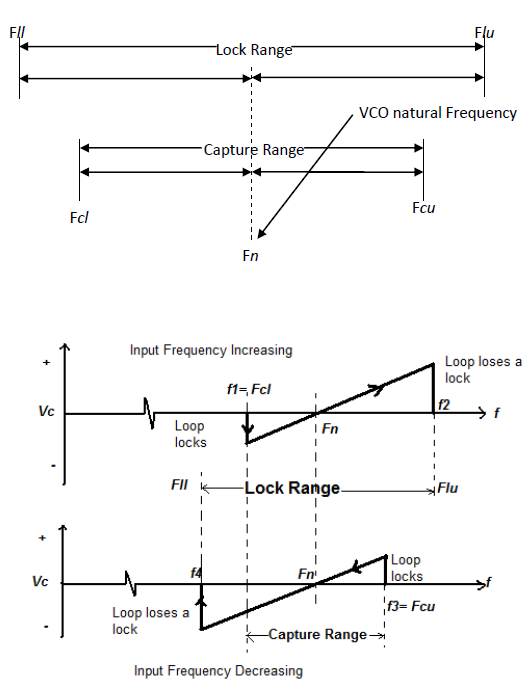 Fll
Flu
Lock Range
VCO natural Frequency
Capture Range
Fcl
Fcu
Fn
Input Frequency Increasing
+
Loop loses a
lock
f1= Fcl
Vc
f2
f
Loop
locks
Fn
-
Fll
Lock Range
Flu
+
f4
Fn
Loop
locks
Vc
f
Loop loses a
lock
f3= Fcu
-
Capture Range
Input Frequency Decreasing